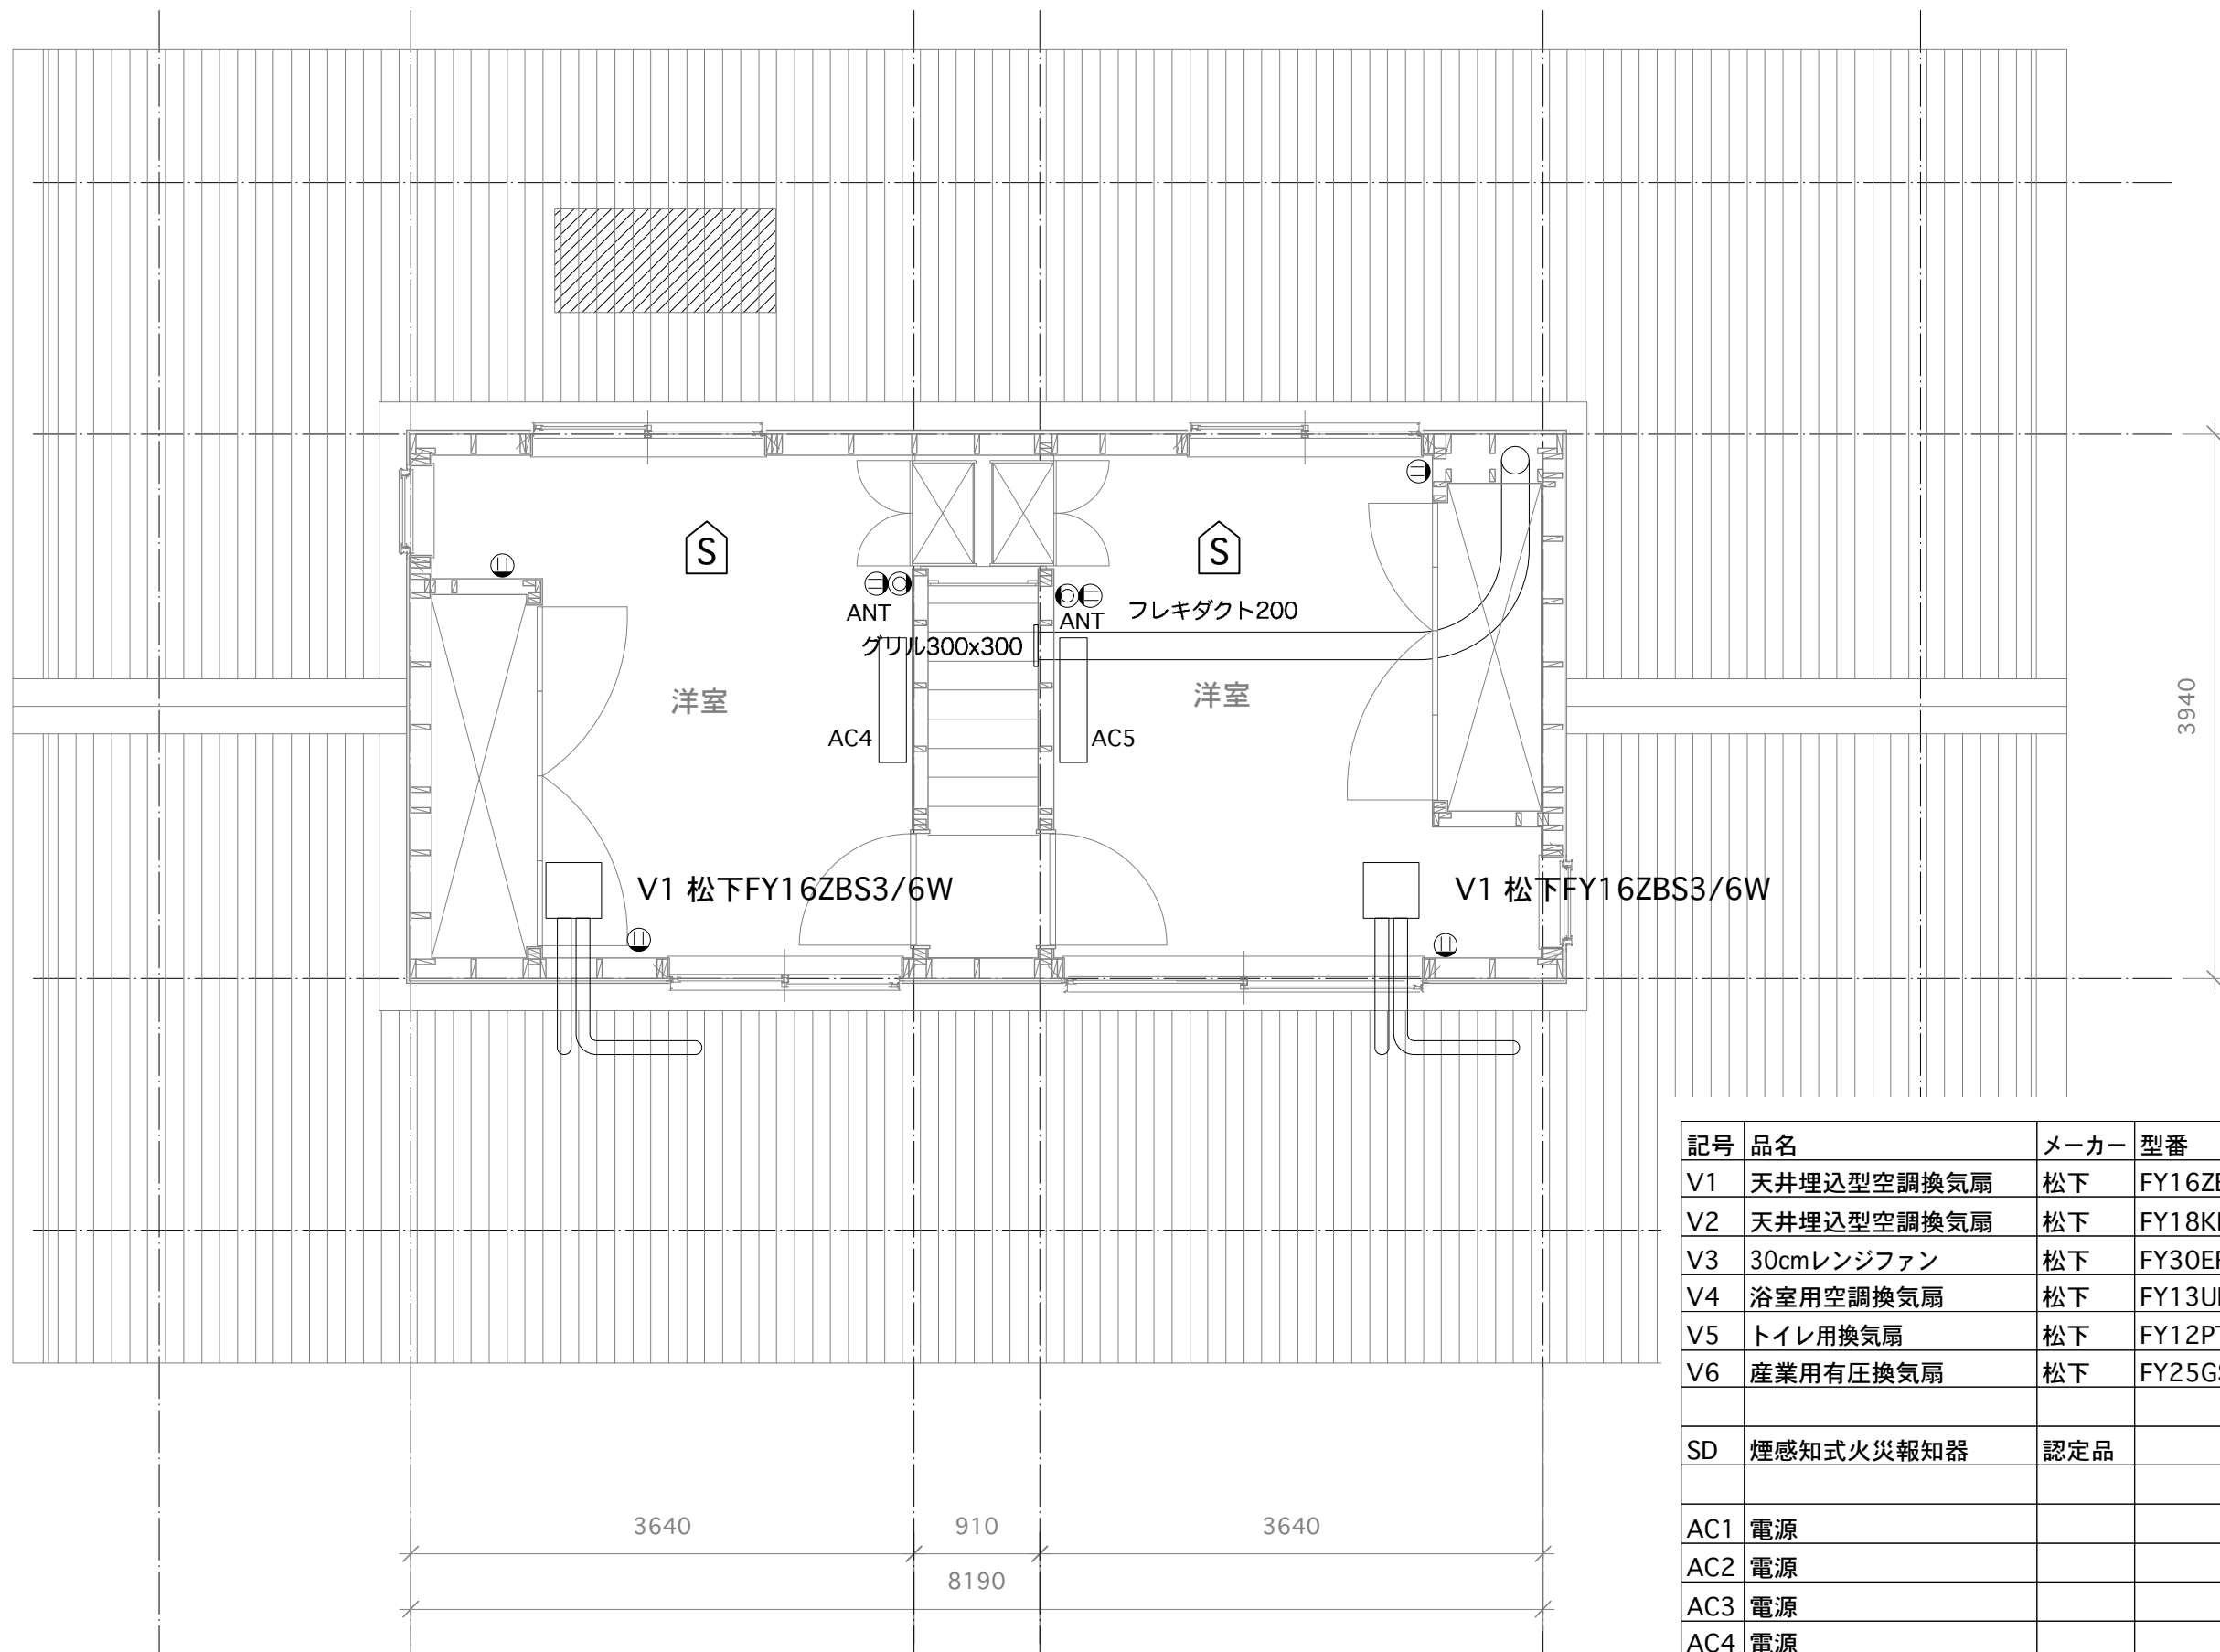 S
S
ANT
ANT
フレキダクト200
グリル300x300
洋室
洋室
AC4
AC5
3940
V1 松下FY16ZBS3/6W
V1 松下FY16ZBS3/6W
記号 品名 メーカー 型番
V1 天井埋込型空調換気扇 松下 FY16Z
V2 天井埋込型空調換気扇 松下 FY18K
V3 30cmレンジファン 松下 FY30E
V4 浴室用空調換気扇 松下 FY13U
V5 トイレ用換気扇 松下 FY12P
V6 産業用有圧換気扇 松下 FY25G
SD 煙感知式火災報知器 認定品
AC1 電源
AC2 電源
AC3 電源
AC4 電源
3640 910 3640
8190